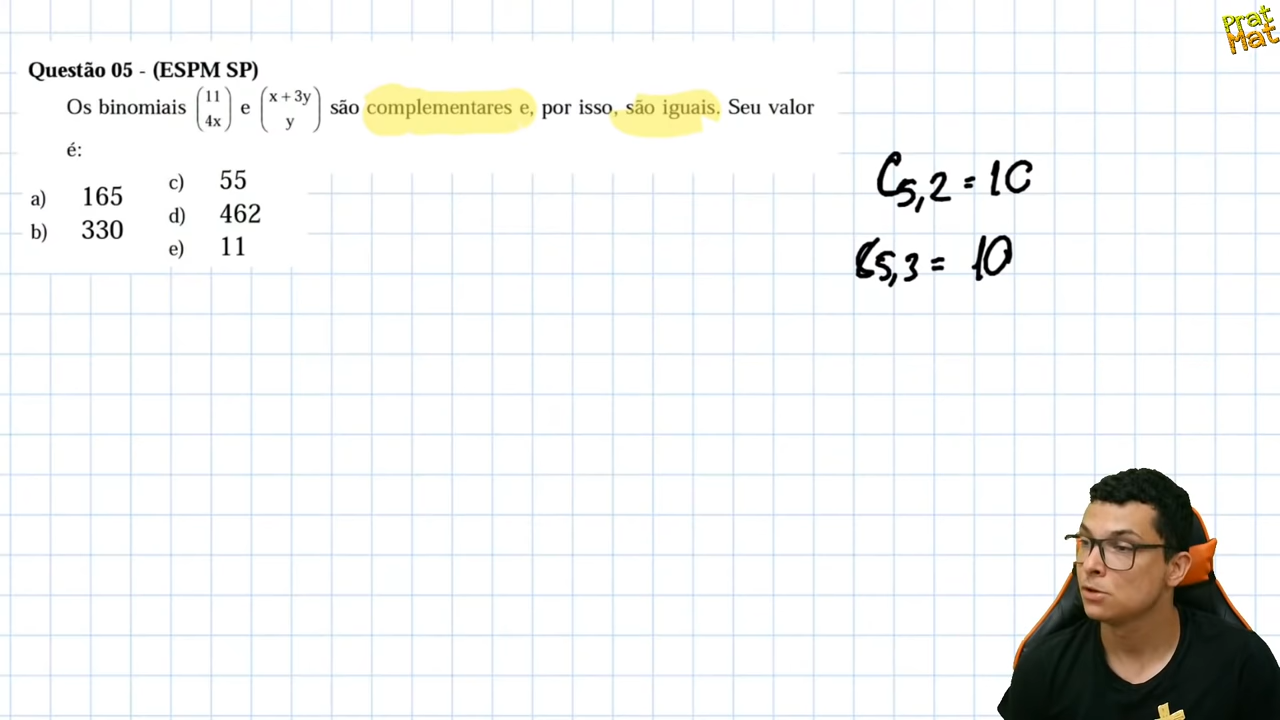 Prat
Mat
Questão 05 - (ESPM SP)
Os binomiais (11 4x) e (x + 3y y) são complementares e, por isso, são iguais. Seu valor
é:
a) 165
b) 330
c) 55
d) 462
e) 11
C5,2 = 10
C5,3 = 10